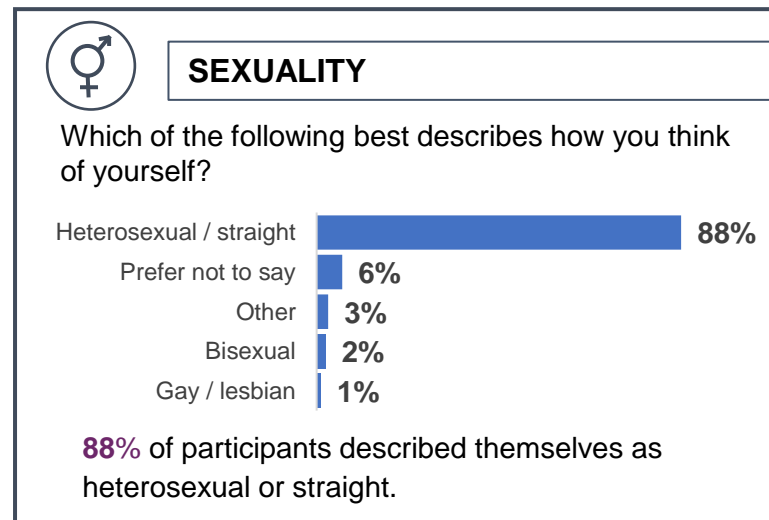 SEXUALITY
Which of the following best describes how you think
of yourself?
Heterosexual / straight 88%
Prefer not to say 6%
Other 3%
Bisexual 2%
Gay / lesbian 1%
88% of participants described themselves as
heterosexual or straight.